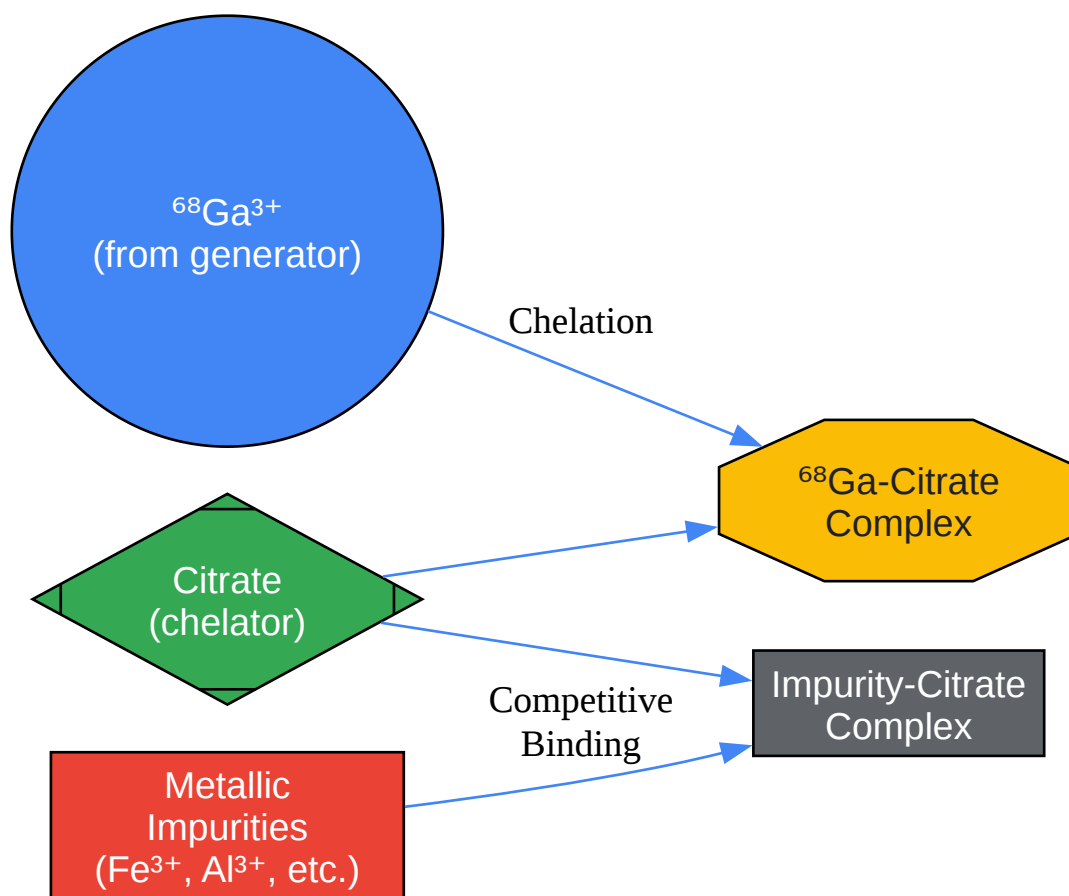 ⁶⁸Ga³⁺
(from generator)
Chelation
⁶⁸Ga-Citrate
Complex
Citrate
(chelator)
Impurity-Citrate
Complex
Competitive
Binding
Metallic
Impurities
(Fe³⁺, Al³⁺, etc.)